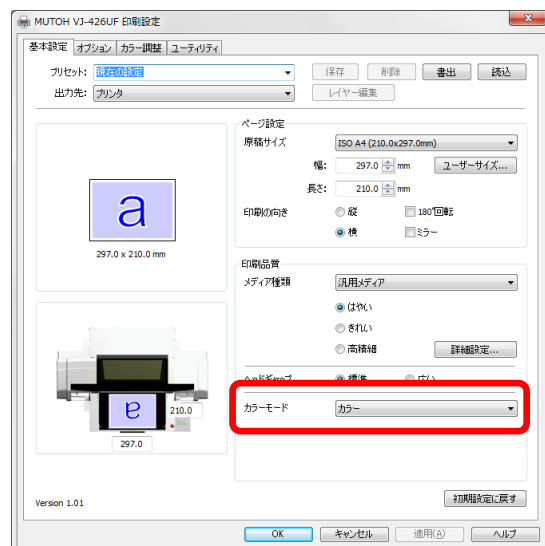 MUTOH VJ-426UF 印刷設定
基本設定 オプション カラー調整 ユーティリティ
プリセット: 現在の設定 保存 削除 書出 読込
出力先: プリンタ レイヤー編集
ページ設定
原稿サイズ ISO A4 (210.0x297.0mm)
幅: 297.0 mm ユーザーサイズ...
長さ: 210.0 mm
印刷の向き 縦 180°回転
横 ミラー
a
297.0 x 210.0 mm
印刷品質
メディア種類 汎用メディア
はやい
きれい
高精細 詳細設定...
ヘッドギャップ 標準 広い
カラーモード カラー
a
210.0
297.0
Version 1.01
初期設定に戻す
OK キャンセル 適用(A) ヘルプ